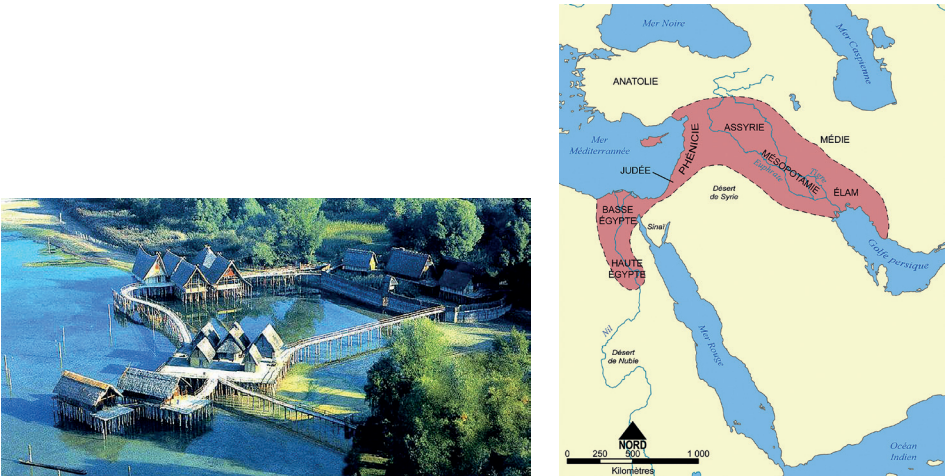 Mer Noire
Mer
Caspienne
ANATOLIE
ASSYRIE
MÉDIE
Mer
Méditerrannée
PHÉNICIE
MÉSOPOTAMIE
Tigre
Euphrate
JUDÉE
ÉLAM
Désert
de Syrie
BASSE
ÉGYPTE
Sinaï
Golfe persique
HAUTE
ÉGYPTE
Nil
Mer Rouge
Désert
de Nubie
NORD
0 250 500 1 000
Kilomètres
Océan
Indien